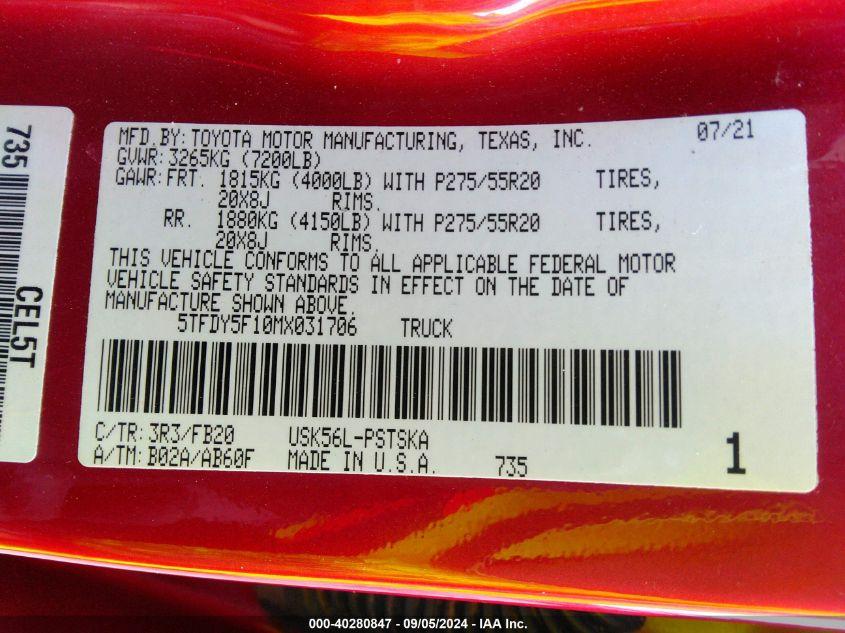 735
CEL5T
MFD.BY: TOYOTA MOTOR MANUFACTURING, TEXAS, INC. 07/21
GVWR: 3265KG (7200LB)
GAWR: FRT. 1815KG (4000LB) WITH P275/55R20 TIRES,
20X8J RIMS.
RR. 1880KG (4150LB) WITH P275/55R20 TIRES,
20X8J RIMS.
THIS VEHICLE CONFORMS TO ALL APPLICABLE FEDERAL MOTOR
VEHICLE SAFETY STANDARDS IN EFFECT ON THE DATE OF
MANUFACTURE SHOWN ABOVE.
5TFDY5F10MX031706 TRUCK
C/TR: 3R3/FB20 USK56L-PSTSKA
A/TM: B02A/AB60F MADE IN U.S.A. 735 1
000-40280847 - 09/05/2024 - IAA Inc.